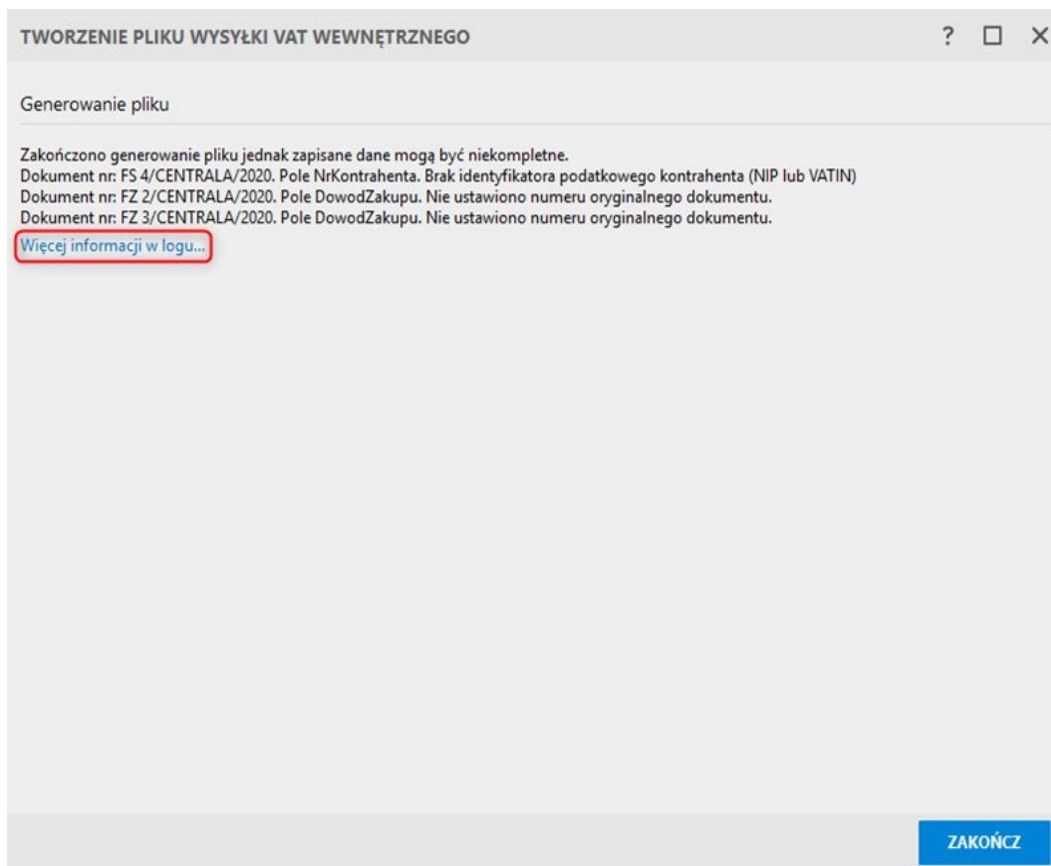 TWORZENIE PLIKU WYSYŁKI VAT WEWNĘTRZNEGO
Generowanie pliku
Zakończono generowanie pliku jednak zapisane dane mogą być niekompletne.
Dokument nr: FS 4/CENTRALA/2020. Pole NrKontrahenta. Brak identyfikatora podatkowego kontrahenta (NIP lub VATIN)
Dokument nr: FZ 2/CENTRALA/2020. Pole DowodZakupu. Nie ustawiono numeru oryginalnego dokumentu.
Dokument nr: FZ 3/CENTRALA/2020. Pole DowodZakupu. Nie ustawiono numeru oryginalnego dokumentu.
Więcej informacji w logu...
ZAKOŃCZ